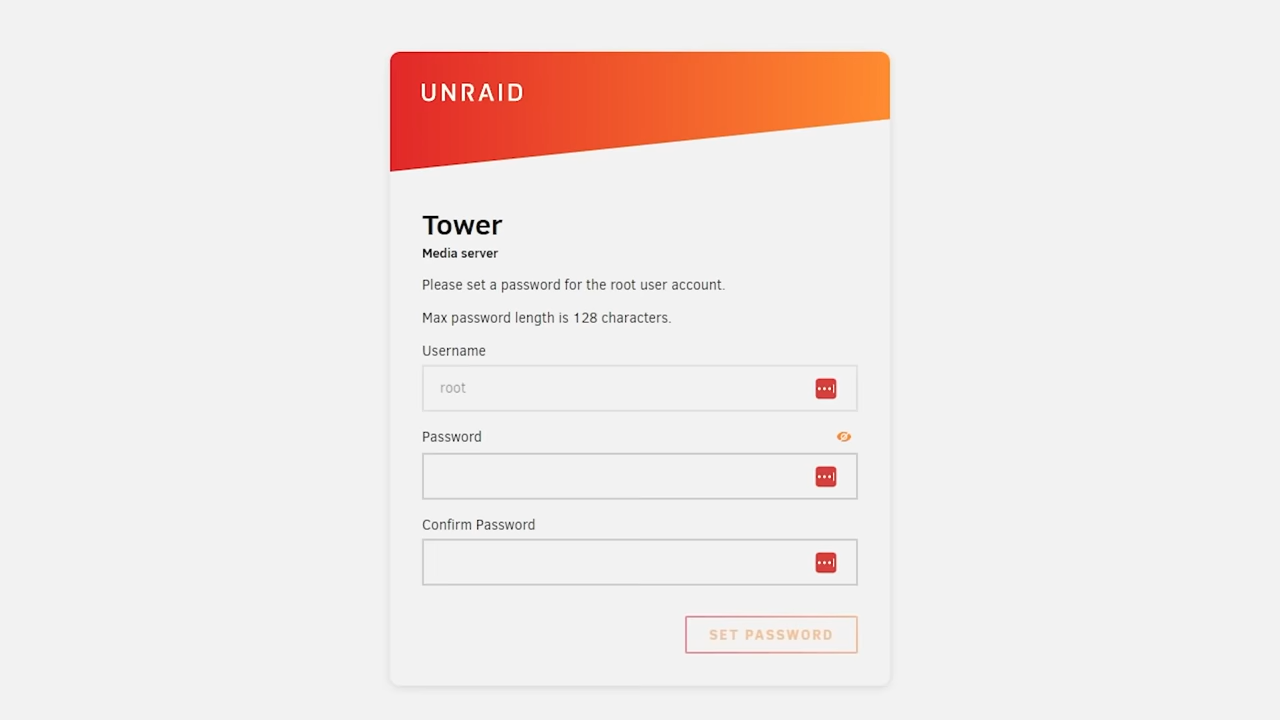 UNRAID
Tower
Media server
Please set a password for the root user account.
Max password length is 128 characters.
Username
root
Password
Confirm Password
SET PASSWORD